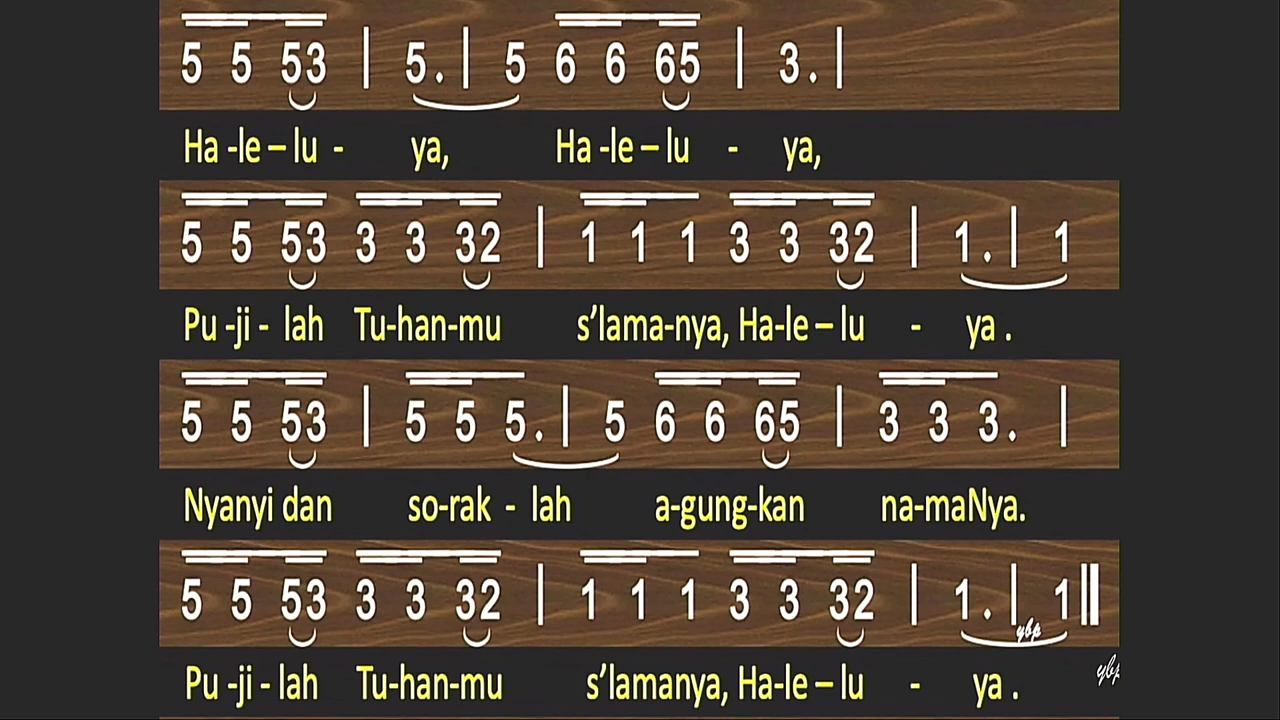 5 5 53 | 5 . | 5 6 6 65 | 3 . |
Ha -le – lu - ya, Ha -le – lu - ya,
5 5 53 3 3 32 | 1 1 1 3 3 32 | 1 . | 1
Pu -ji - lah Tu-han-mu s’lama-nya, Ha-le – lu - ya .
5 5 53 | 5 5 5 . | 5 6 6 65 | 3 3 3 . |
Nyanyi dan so-rak - lah a-gung-kan na-maNya.
5 5 53 3 3 32 | 1 1 1 3 3 32 | 1 . | 1 ||
ybp
Pu -ji - lah Tu-han-mu s’lamanya, Ha-le – lu - ya .
ybp